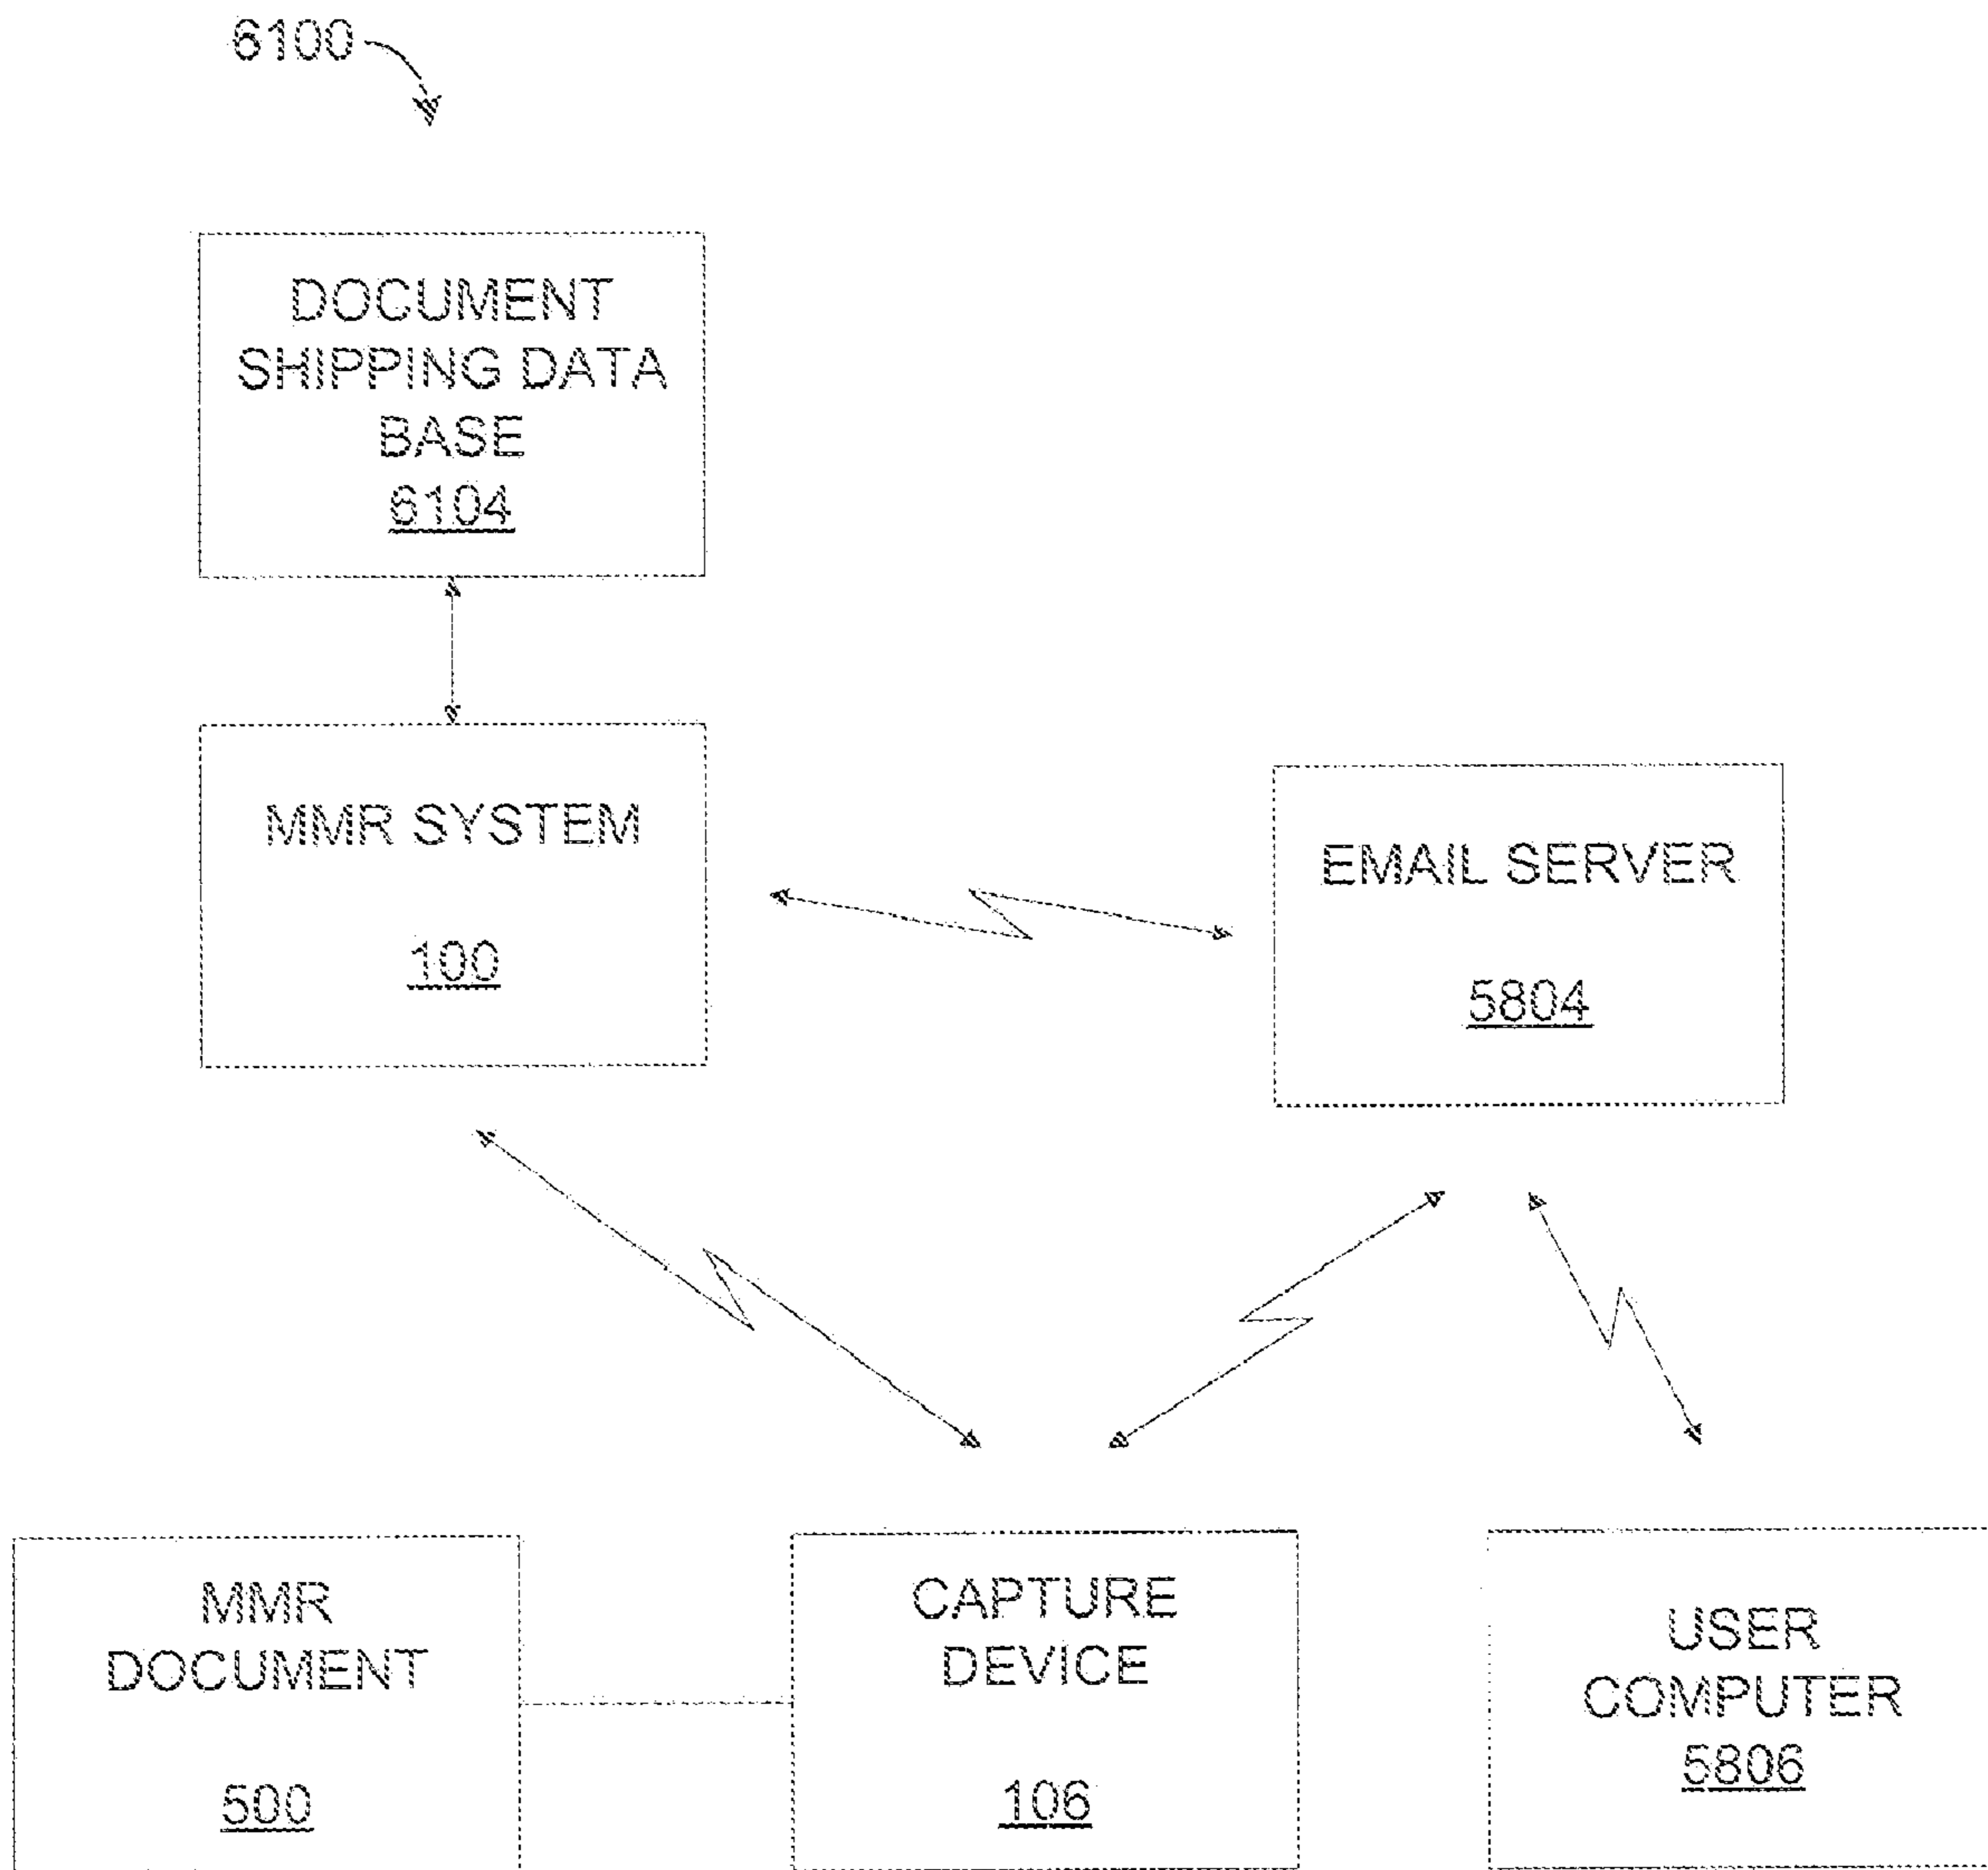 6100
DOCUMENT
SHIPPING DATA
BASE
6104
MMR SYSTEM
100
EMAIL SERVER
5804
MMR
DOCUMENT
500
CAPTURE
DEVICE
106
USER
COMPUTER
5806